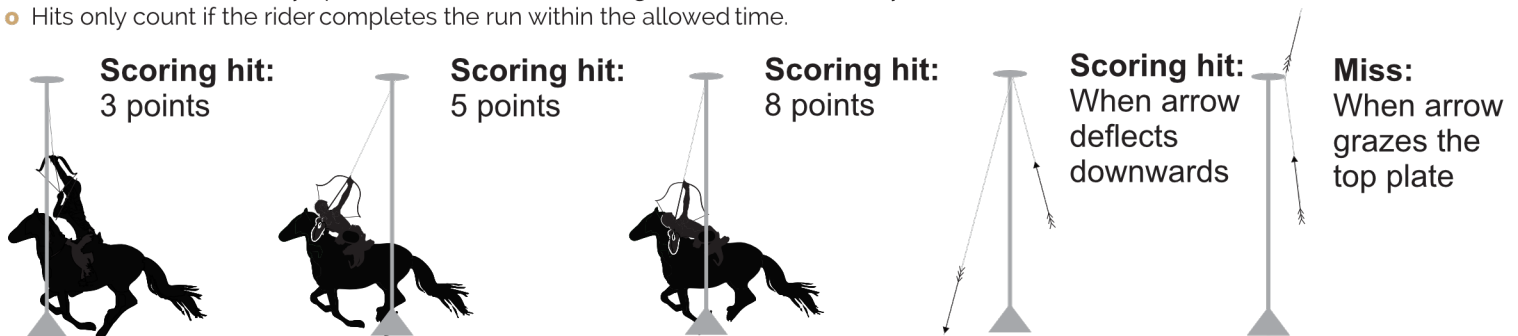 o Hits only count if the rider completes the run within the allowed time.
Scoring hit:
3 points
Scoring hit:
5 points
Scoring hit:
8 points
Scoring hit:
When arrow
deflects
downwards
Miss:
When arrow
grazes the
top plate